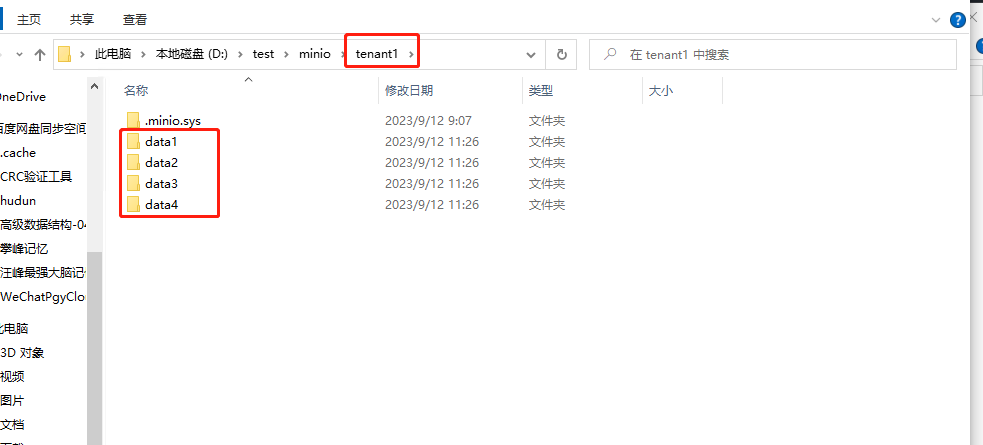 主页 共享 查看
此电脑 本地磁盘 (D:) test minio tenant1 在 tenant1 中搜索
名称 修改日期 类型 大小
.minio.sys 2023/9/12 9:07 文件夹
data1 2023/9/12 11:26 文件夹
data2 2023/9/12 11:26 文件夹
data3 2023/9/12 11:26 文件夹
data4 2023/9/12 11:26 文件夹
OneDrive
百度网盘同步空间
.cache
CRC验证工具
hudun
高级数据结构-04
攀峰记忆
汪峰最强大脑记
WeChatPgyClou
此电脑
3D 对象
视频
图片
文档